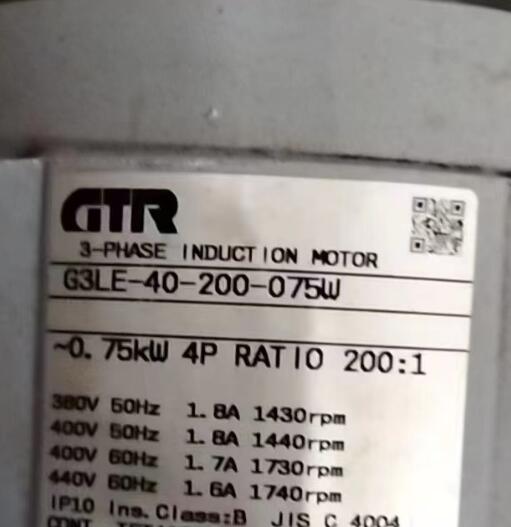 GTR
3-PHASE INDUCTION MOTOR
G3LE-40-200-075W
~0.75kW 4P RATIO 200:1
380V 50Hz 1.8A 1430rpm
400V 50Hz 1.8A 1440rpm
400V 60Hz 1.7A 1730rpm
440V 60Hz 1.6A 1740rpm
IP10 Ins.Class:B JIS C 4004
CONT